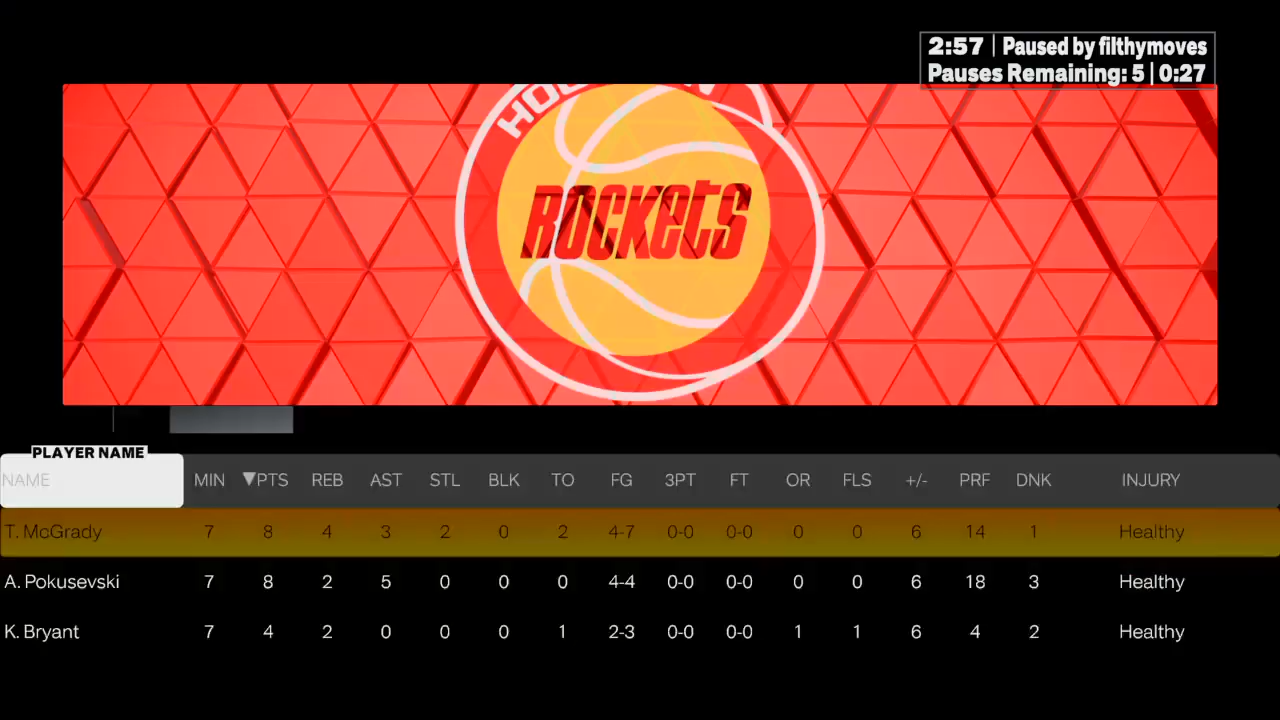 2:57 | Paused by filthymoves
Pauses Remaining: 5 | 0:27
ROCKETS
PLAYER NAME
NAME MIN ▼PTS REB AST STL BLK TO FG 3PT FT OR FLS +/- PRF DNK INJURY
T. McGrady 7 8 4 3 2 0 2 4-7 0-0 0-0 0 0 6 14 1 Healthy
A. Pokusevski 7 8 2 5 0 0 0 4-4 0-0 0-0 0 0 6 18 3 Healthy
K. Bryant 7 4 2 0 0 0 1 2-3 0-0 0-0 1 1 6 4 2 Healthy